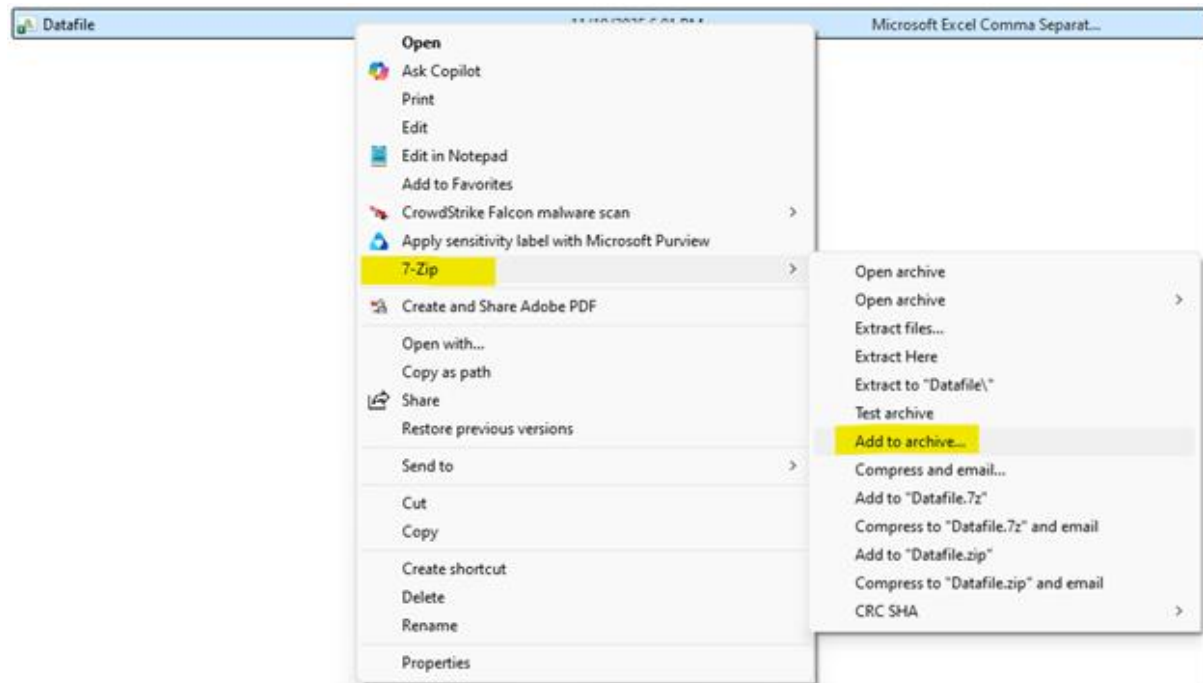 Datafile Microsoft Excel Comma Separat...
Open
Ask Copilot
Print
Edit
Edit in Notepad
Add to Favorites
CrowdStrike Falcon malware scan
Apply sensitivity label with Microsoft Purview
7-Zip
Create and Share Adobe PDF
Open with...
Copy as path
Share
Restore previous versions
Send to
Cut
Copy
Create shortcut
Delete
Rename
Properties
Open archive
Open archive
Extract files...
Extract Here
Extract to "Datafile\"
Test archive
Add to archive...
Compress and email...
Add to "Datafile.7z"
Compress to "Datafile.7z" and email
Add to "Datafile.zip"
Compress to "Datafile.zip" and email
CRC SHA